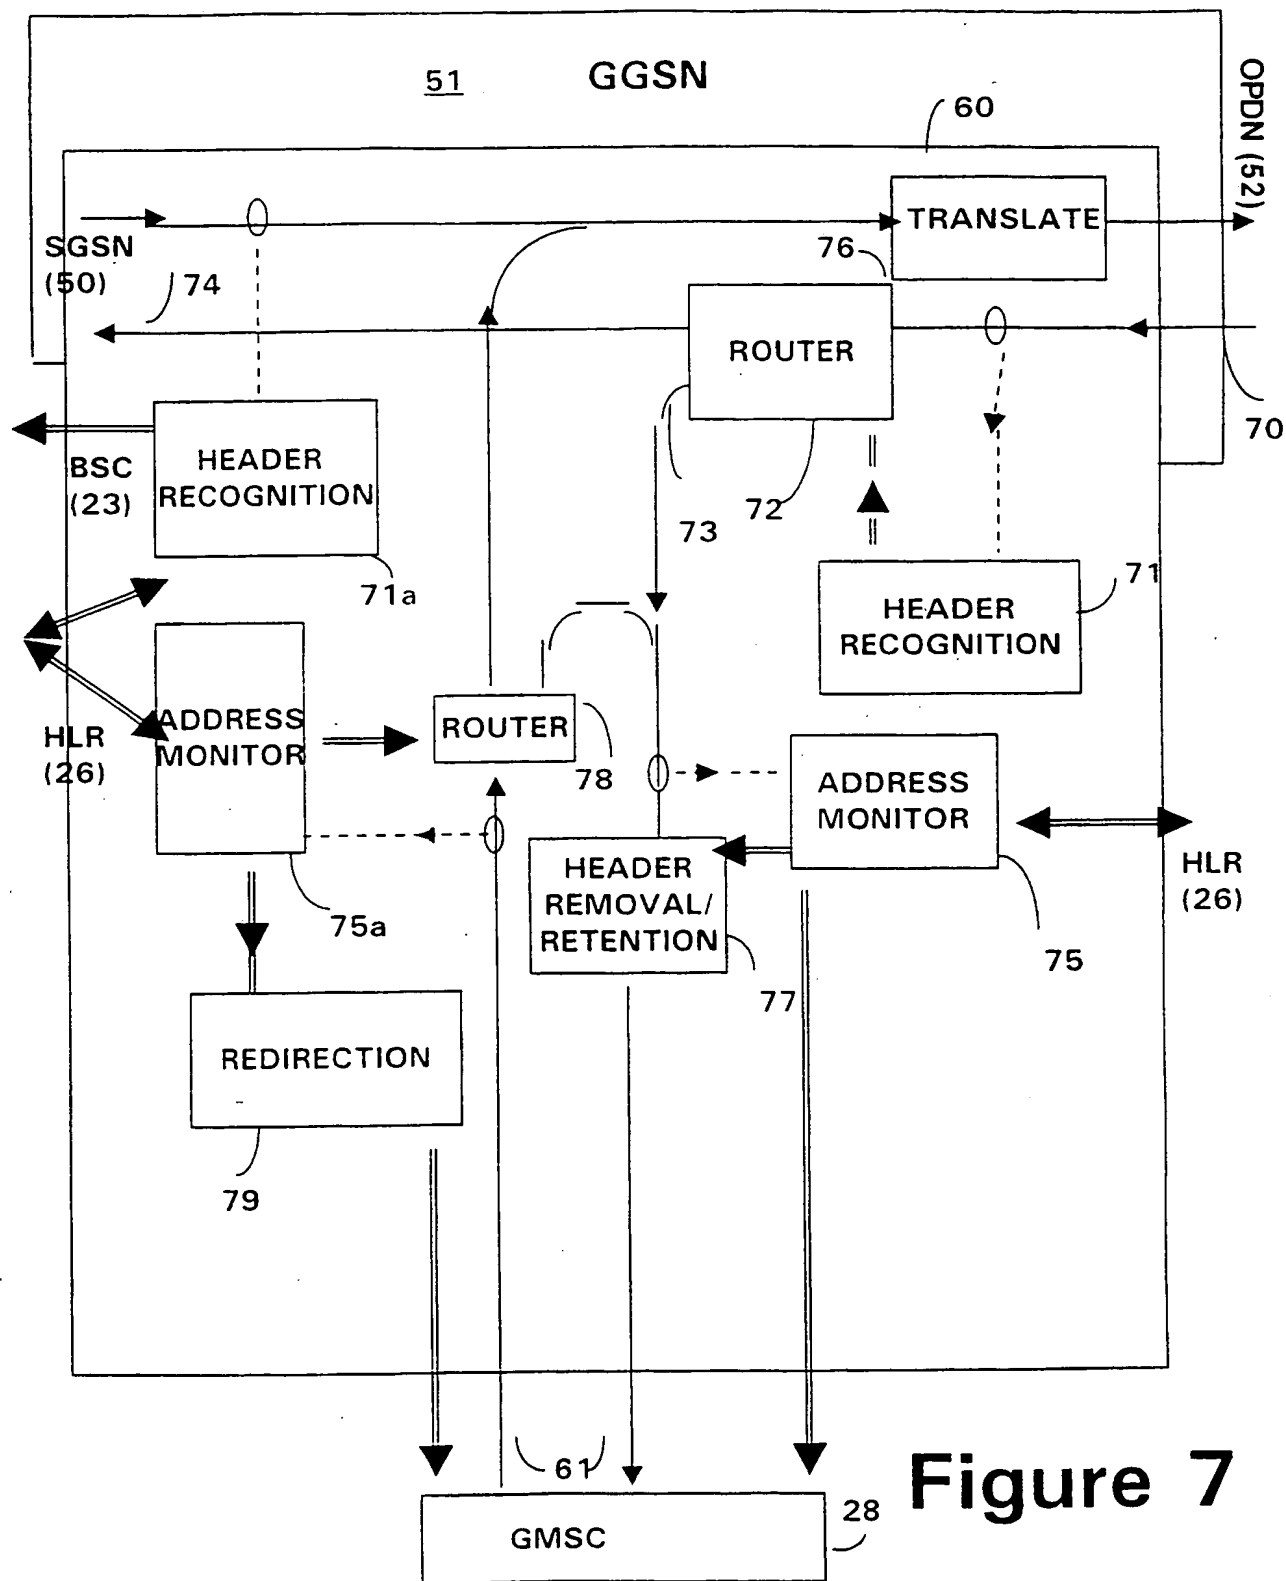 51 GGSN
OPDN (52)
60
TRANSLATE
SGSN
(50)
74
76
ROUTER
70
BSC
(23)
HEADER
RECOGNITION
73
72
71a
71
HEADER
RECOGNITION
HLR
(26)
ADDRESS
MONITOR
ROUTER
78
ADDRESS
MONITOR
HLR
(26)
HEADER
REMOVAL/
RETENTION
75a
75
77
REDIRECTION
79
61
GMSC
28
Figure 7